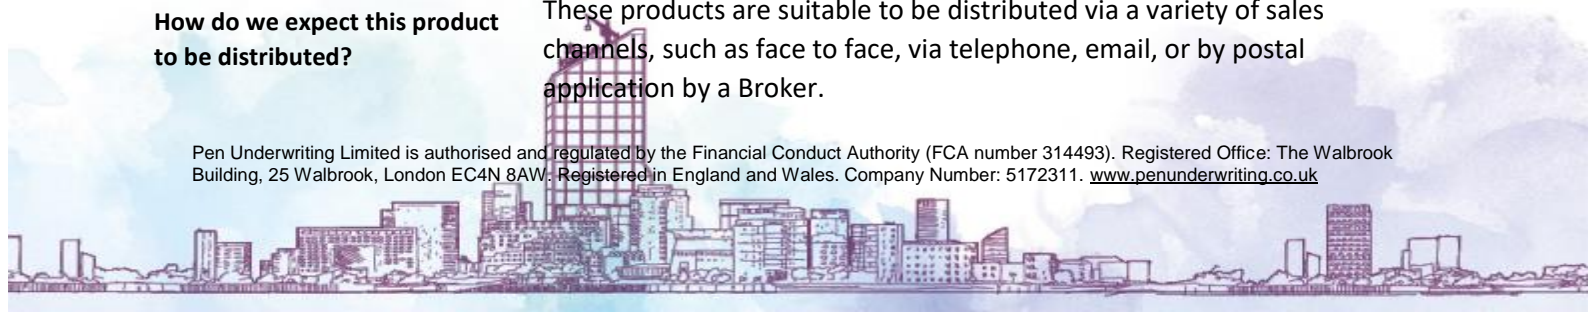 How do we expect this product
to be distributed?
These products are suitable to be distributed via a variety of sales
channels, such as face to face, via telephone, email, or by postal
application by a Broker.
Pen Underwriting Limited is authorised and regulated by the Financial Conduct Authority (FCA number 314493). Registered Office: The Walbrook
Building, 25 Walbrook, London EC4N 8AW. Registered in England and Wales. Company Number: 5172311. www.penunderwriting.co.uk